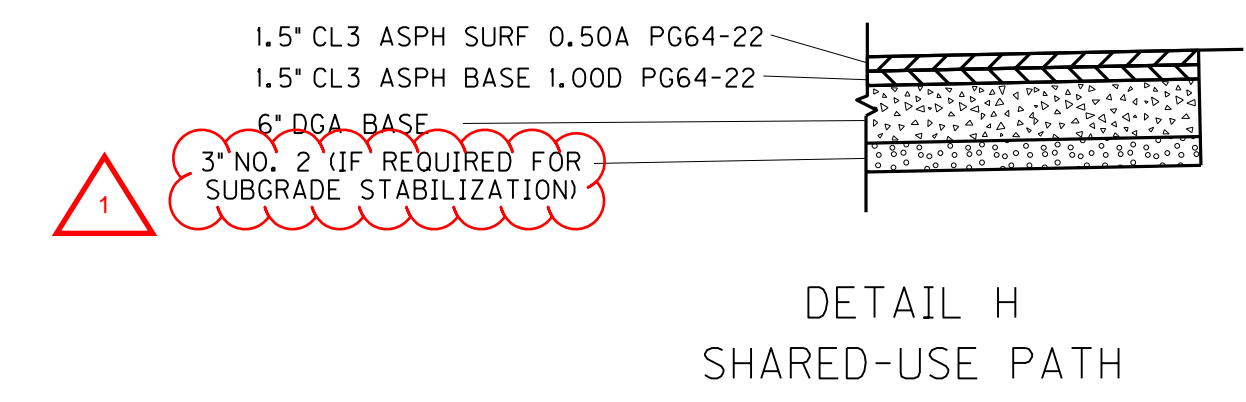 1.5" CL3 ASPH SURF 0.50A PG64-22
1.5" CL3 ASPH BASE 1.00D PG64-22
6" DGA BASE
3" NO. 2 (IF REQUIRED FOR
SUBGRADE STABILIZATION)
1
DETAIL H
SHARED-USE PATH